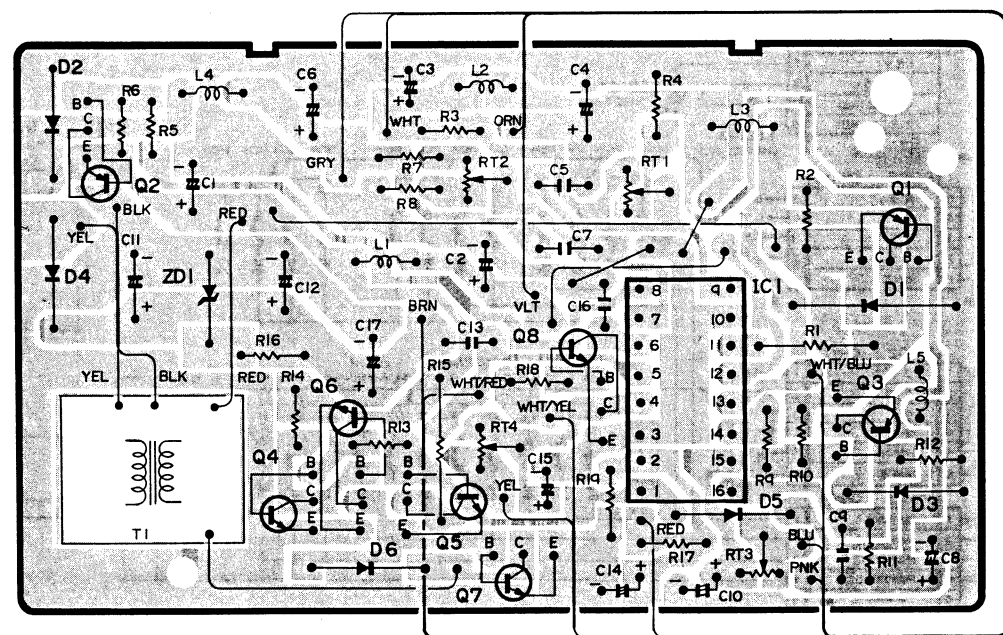 D2
L4
C6
C3
L2
C4
R4
L3
B
R6
R5
C
WHT
R3
ORN
E
GRY
R7
RT2
C5
RT1
Q2
C1
R8
R2
Q1
BLK
RED
YEL
C11
L1
C2
C7
E
C
B
D4
ZD1
C12
VLT
C16
8
9
IC1
D1
BRN
7
10
R16
C17
C13
Q8
6
11
R1
WHT/BLU
L5
YEL
BLK
RED
R14
Q6
R15
WHT/RED
R18
B
5
12
E
Q3
WHT/YEL
C
4
13
C
R13
RT4
E
3
14
B
R12
Q4
B
B
B
YEL
C15
R19
2
15
R9
R10
C
C
C
1
16
D5
D3
T1
E
E
E
Q5
RED
BLU
C9
D6
B
C
E
R17
RT3
PNK
R11
C8
Q7
C14
C10